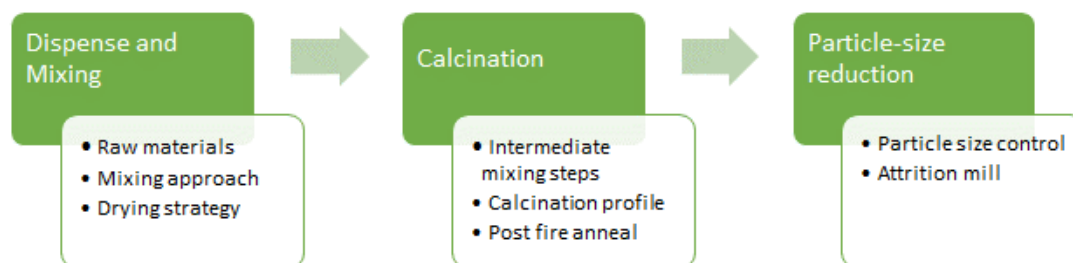 Dispense and
Mixing
• Raw materials
• Mixing approach
• Drying strategy
Calcination
• Intermediate
mixing steps
• Calcination profile
• Post fire anneal
Particle-size
reduction
• Particle size control
• Attrition mill